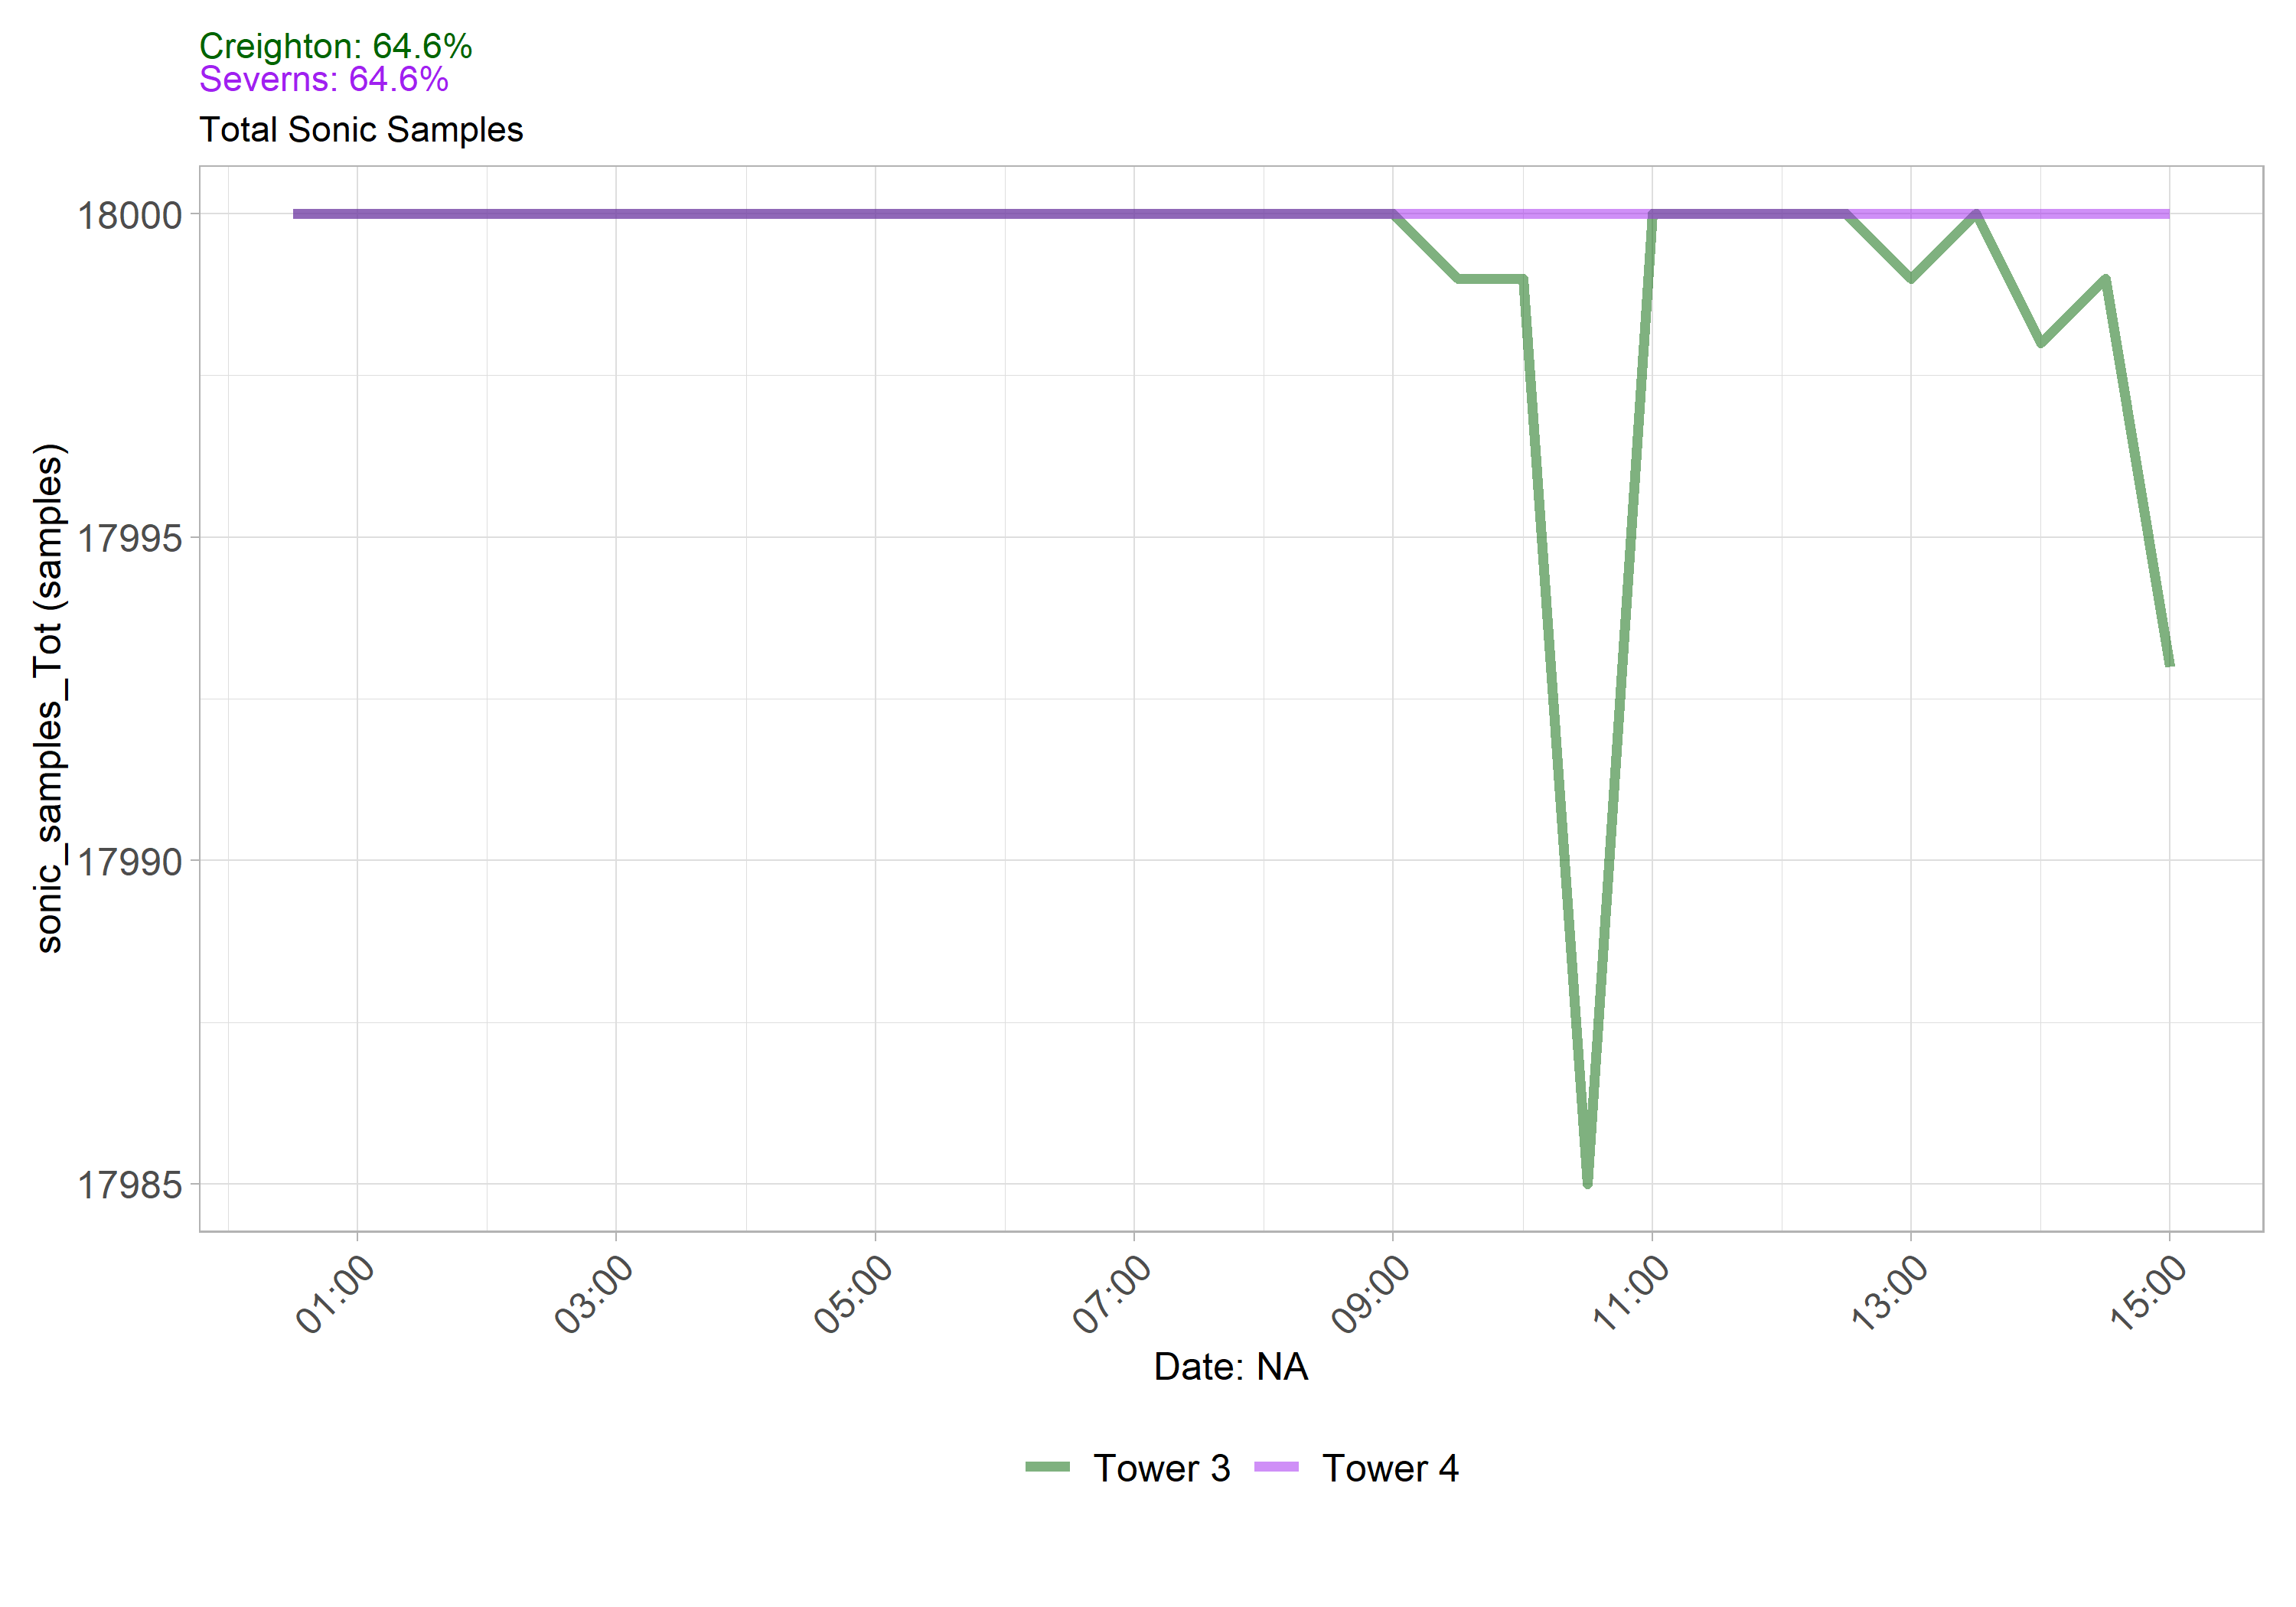 Creighton: 64.6%
Severns: 64.6%
Total Sonic Samples
sonic_samples_Tot (samples)
18000
17995
17990
17985
01:00
03:00
05:00
07:00
09:00
11:00
13:00
15:00
Date: NA
Tower 3
Tower 4